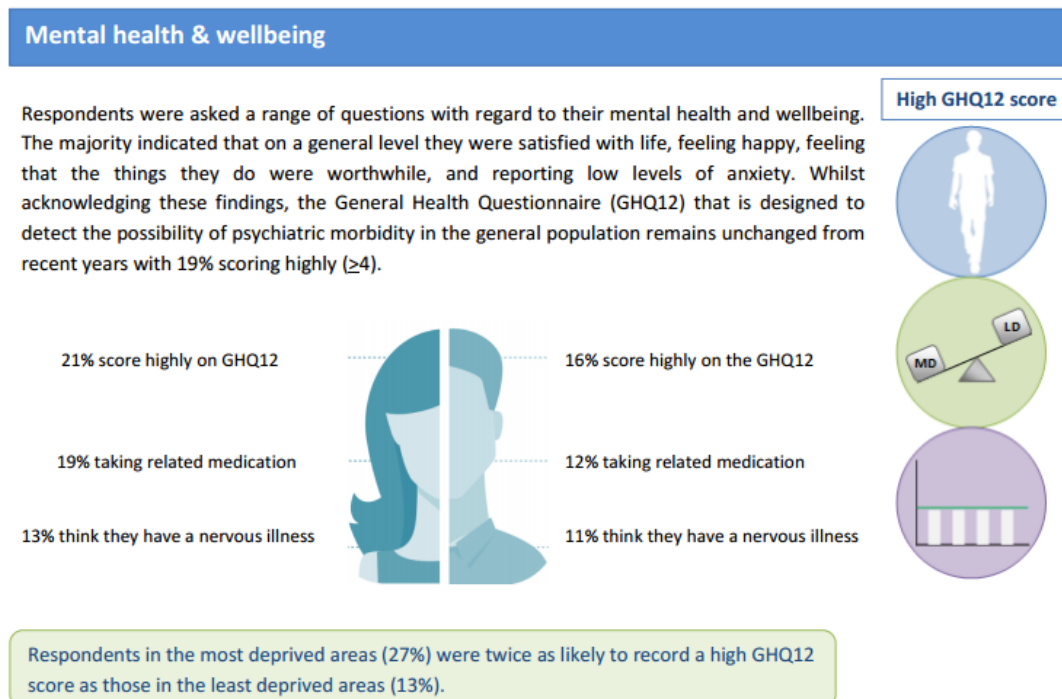 Mental health & wellbeing
High GHQ12 score
Respondents were asked a range of questions with regard to their mental health and wellbeing.
The majority indicated that on a general level they were satisfied with life, feeling happy, feeling
that the things they do were worthwhile, and reporting low levels of anxiety. Whilst
acknowledging these findings, the General Health Questionnaire (GHQ12) that is designed to
detect the possibility of psychiatric morbidity in the general population remains unchanged from
recent years with 19% scoring highly (≥4).
21% score highly on GHQ12
16% score highly on the GHQ12
LD
MD
19% taking related medication
12% taking related medication
13% think they have a nervous illness
11% think they have a nervous illness
Respondents in the most deprived areas (27%) were twice as likely to record a high GHQ12
score as those in the least deprived areas (13%).